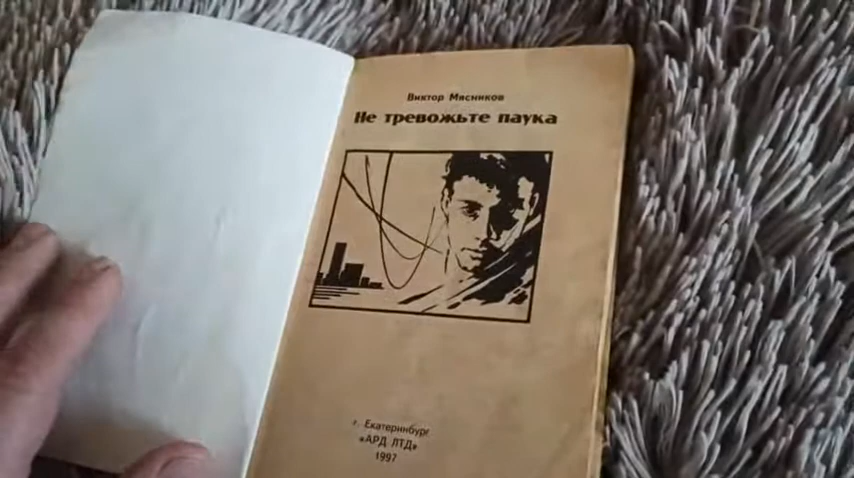 Виктор Мясников
Не тревожьте паука
г. Екатеринбург
«АРД ЛТД»
1997